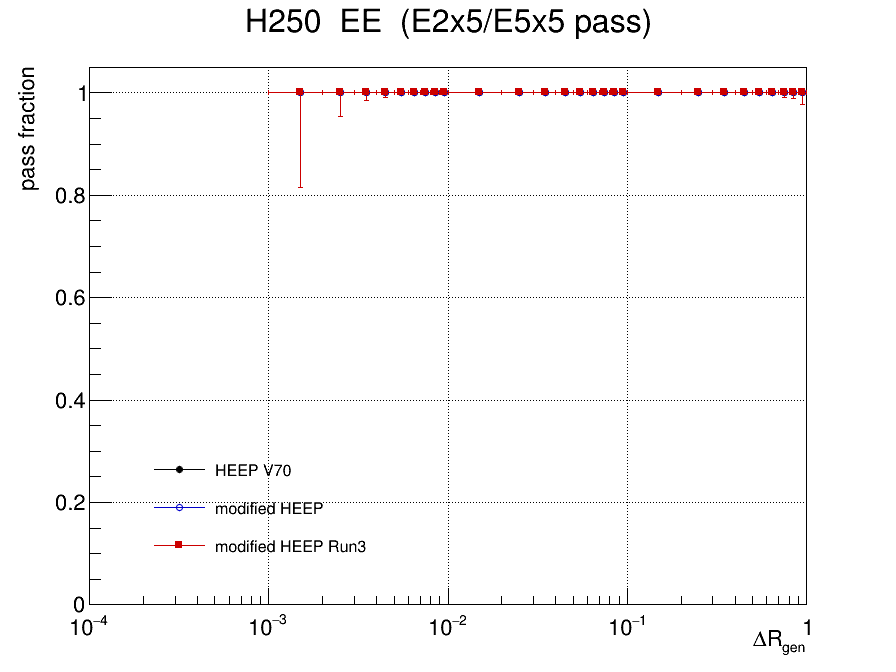 H250 EE (E2x5/E5x5 pass)
pass fraction
1
0.8
0.6
0.4
0.2
0
HEEP V70
modified HEEP
modified HEEP Run3
10⁻⁴ 10⁻³ 10⁻² 10⁻¹ 1
ΔR_gen